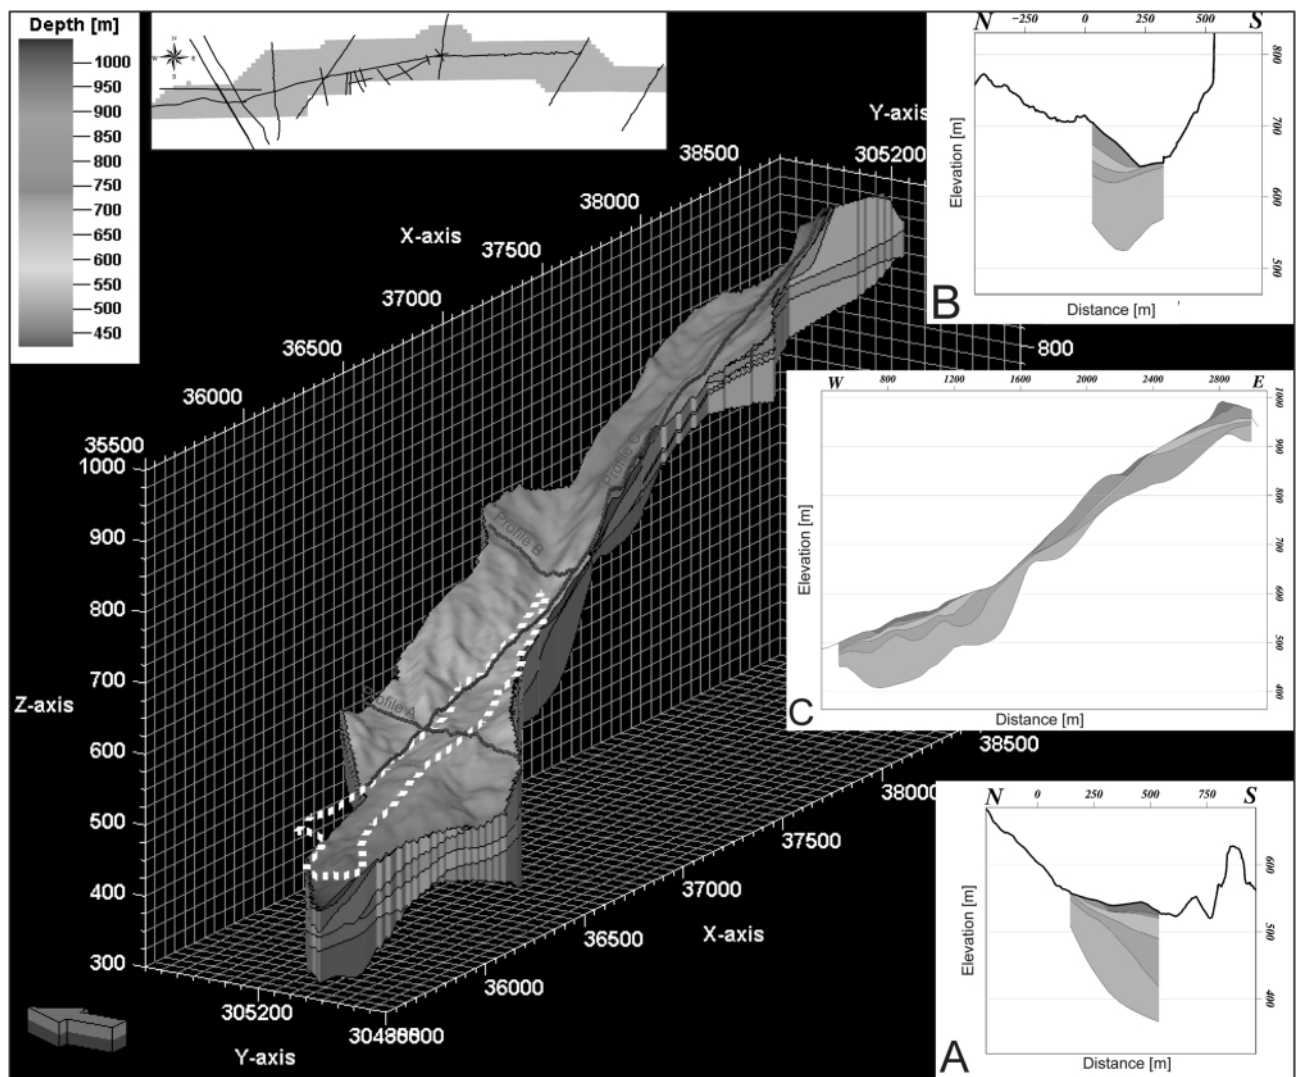 Depth [m]
1000
950
900
850
800
750
700
650
600
550
500
450
N
W
E
S
Y-axis
305200
38500
38000
X-axis
37500
37000
36500
36000
35500
1000
900
800
700
600
500
400
300
Z-axis
Profile C
Profile B
Profile A
800
305200
Y-axis
36000
36500
37000
X-axis
37500
38000
38500
N -250 0 250 500 S
800
700
600
500
Elevation [m]
Distance [m]
B
W 800 1200 1600 2000 2400 2800 E
1000
900
800
700
600
500
400
Elevation [m]
Distance [m]
C
N 0 250 500 750 S
600
500
400
Elevation [m]
Distance [m]
A